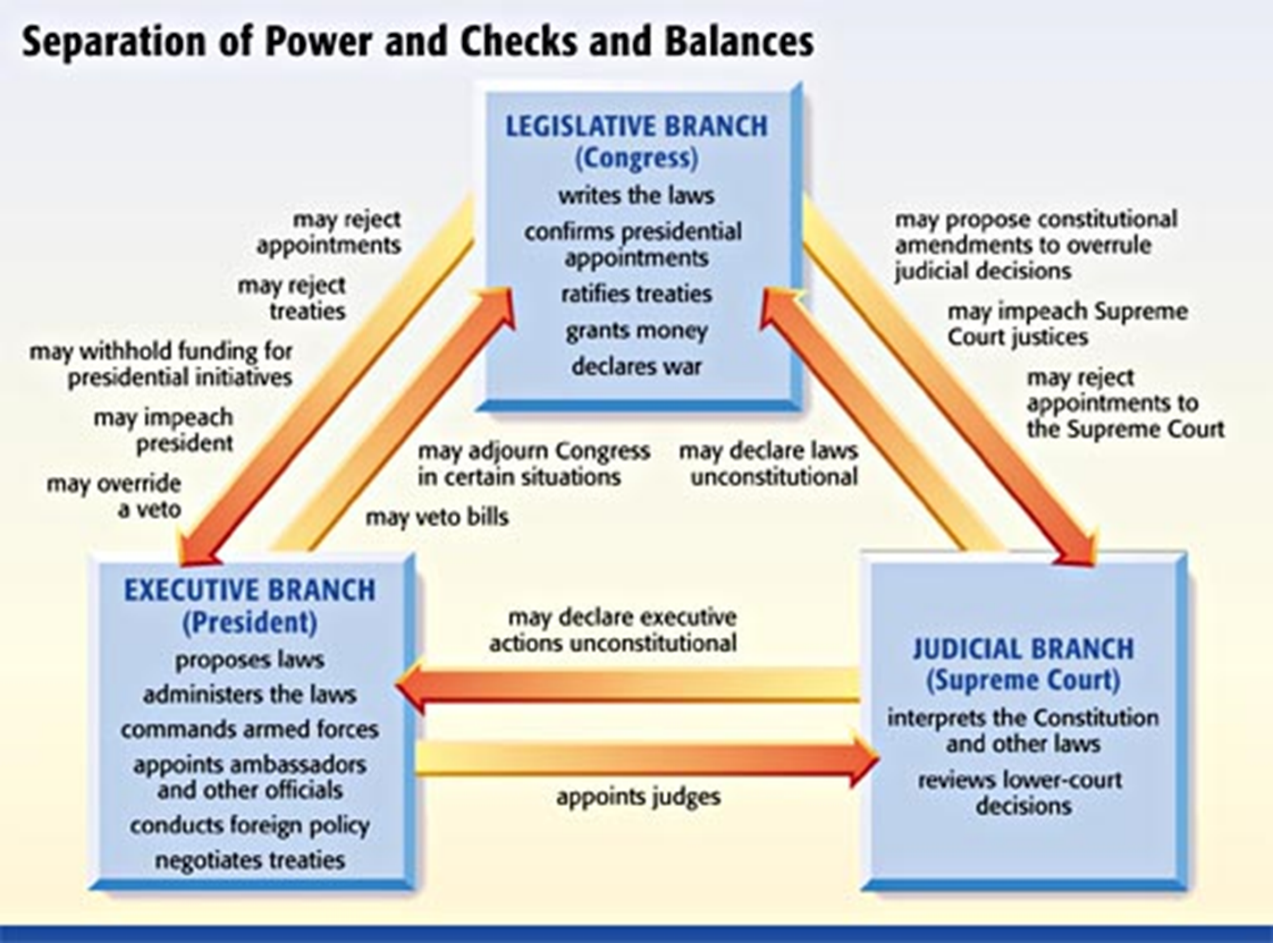 Separation of Power and Checks and Balances
LEGISLATIVE BRANCH
(Congress)
writes the laws
confirms presidential
appointments
ratifies treaties
grants money
declares war
may reject
appointments
may reject
treaties
may withhold funding for
presidential initiatives
may impeach
president
may override
a veto
may adjourn Congress
in certain situations
may veto bills
may declare laws
unconstitutional
may propose constitutional
amendments to overrule
judicial decisions
may impeach Supreme
Court justices
may reject
appointments to
the Supreme Court
EXECUTIVE BRANCH
(President)
proposes laws
administers the laws
commands armed forces
appoints ambassadors
and other officials
conducts foreign policy
negotiates treaties
may declare executive
actions unconstitutional
appoints judges
JUDICIAL BRANCH
(Supreme Court)
interprets the Constitution
and other laws
reviews lower-court
decisions